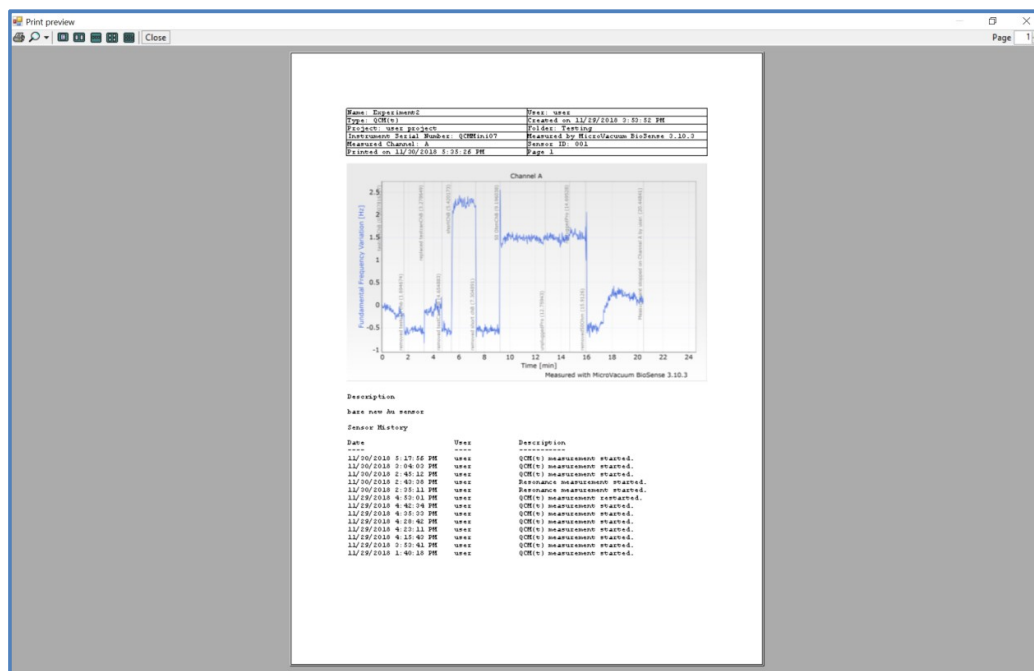 Print preview
Close
Page 1
Name: Experiment2 User: user
Type: QCM(t) Created on 11/29/2018 3:53:52 PM
Project: user project Folder: Testing
Instrument Serial Number: QCMMini07 Measured by MicroVacuum BioSense 3.10.3
Measured Channel: A Sensor ID: 001
Printed on 11/30/2018 5:35:26 PM Page 1
Channel A
Fundamental Frequency Variation [Hz]
2.5
2
1.5
1
0.5
0
-0.5
-1
0 2 4 6 8 10 12 14 16 18 20 22 24
Time [min]
Measured with MicroVacuum BioSense 3.10.3
Description
bare new Au sensor
Sensor History
Date User Description
---- ---- -----------
11/30/2018 5:17:56 PM user QCM(t) measurement started.
11/30/2018 3:04:03 PM user QCM(t) measurement started.
11/30/2018 2:45:12 PM user QCM(t) measurement started.
11/30/2018 2:43:38 PM user Resonance measurement started.
11/30/2018 2:35:11 PM user Resonance measurement started.
11/29/2018 4:53:01 PM user QCM(t) measurement restarted.
11/29/2018 4:42:34 PM user QCM(t) measurement started.
11/29/2018 4:35:33 PM user QCM(t) measurement started.
11/29/2018 4:28:42 PM user QCM(t) measurement started.
11/29/2018 4:23:11 PM user QCM(t) measurement started.
11/29/2018 4:15:43 PM user QCM(t) measurement started.
11/29/2018 3:53:41 PM user QCM(t) measurement started.
11/29/2018 1:40:18 PM user QCM(t) measurement started.